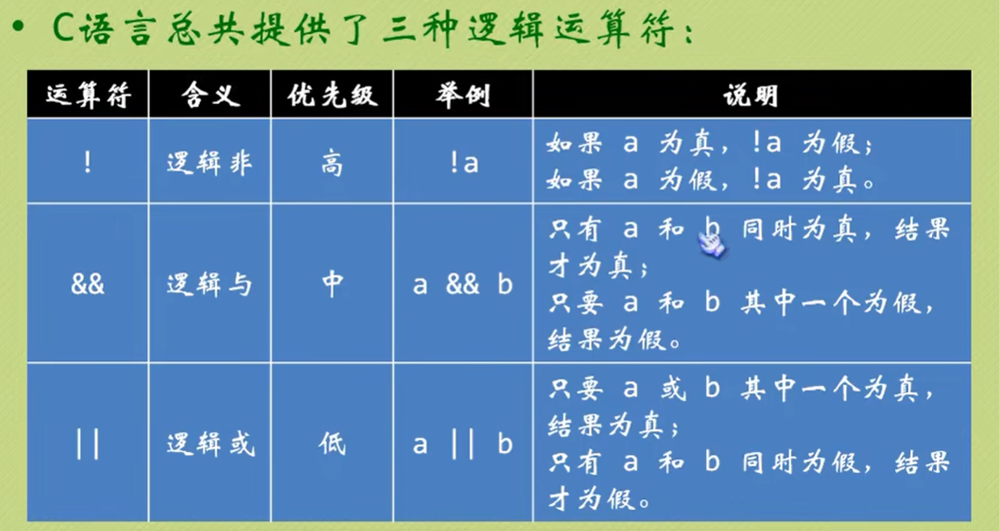 • C语言总共提供了三种逻辑运算符：
运算符 含义 优先级 举例 说明
! 逻辑非 高 !a 如果 a 为真，!a 为假；
如果 a 为假，!a 为真。
&& 逻辑与 中 a && b 只有 a 和 b 同时为真，结果
才为真；
只要 a 和 b 其中一个为假，
结果为假。
|| 逻辑或 低 a || b 只要 a 或 b 其中一个为真，
结果为真；
只有 a 和 b 同时为假，结果
才为假。